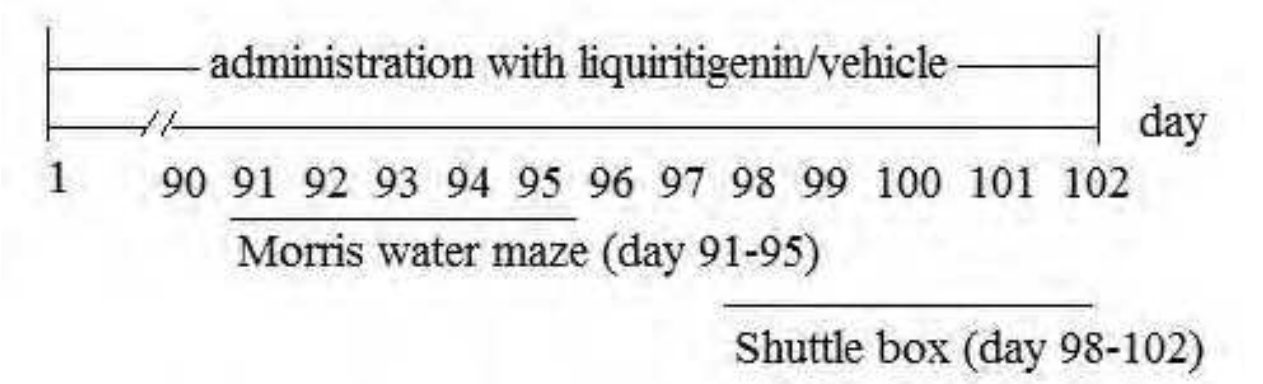 administration with liquiritigenin/vehicle
day
1 90 91 92 93 94 95 96 97 98 99 100 101 102
Morris water maze (day 91-95)
Shuttle box (day 98-102)